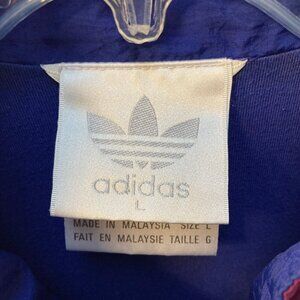 adidas
L
MADE IN MALAYSIA SIZE L
FAIT EN MALAYSIE TAILLE G